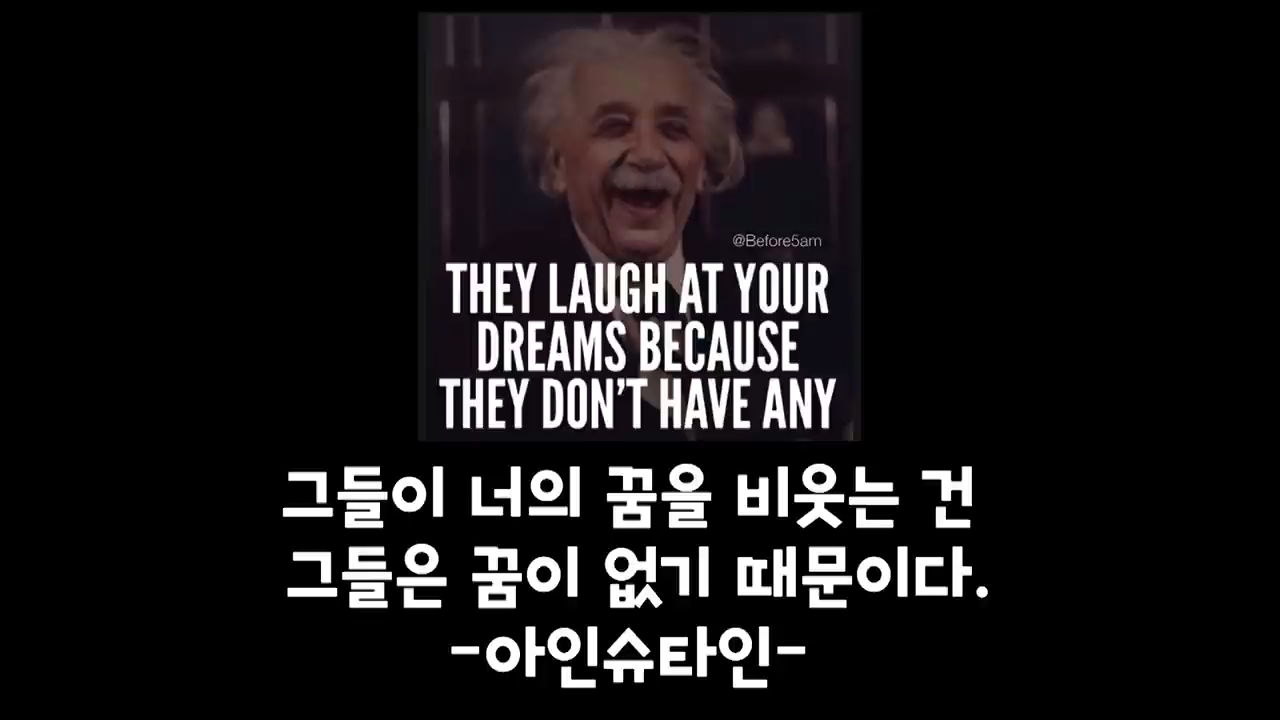 @Before5am
THEY LAUGH AT YOUR
DREAMS BECAUSE
THEY DON'T HAVE ANY
그들이 너의 꿈을 비웃는 건
그들은 꿈이 없기 때문이다.
-아인슈타인-